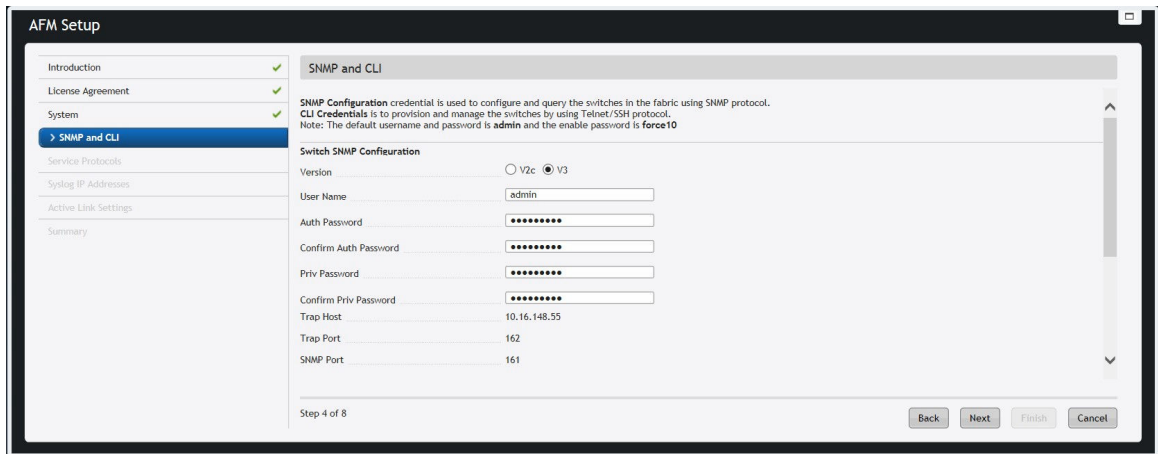 AFM Setup
Introduction
License Agreement
System
> SNMP and CLI
Service Protocols
Syslog IP Addresses
Active Link Settings
Summary
SNMP and CLI
SNMP Configuration credential is used to configure and query the switches in the fabric using SNMP protocol.
CLI Credentials is to provision and manage the switches by using Telnet/SSH protocol.
Note: The default username and password is admin and the enable password is force10
Switch SNMP Configuration
Version V2c V3
User Name admin
Auth Password •••••••••
Confirm Auth Password •••••••••
Priv Password •••••••••
Confirm Priv Password •••••••••
Trap Host 10.16.148.55
Trap Port 162
SNMP Port 161
Step 4 of 8
Back Next Finish Cancel